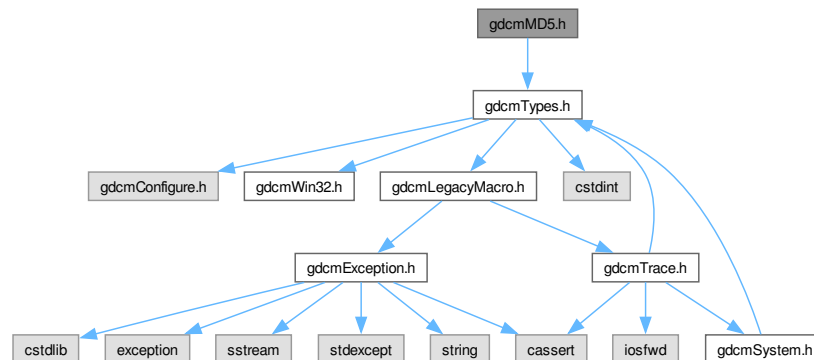 gdcmMD5.h
gdcmTypes.h
gdcmConfigure.h
gdcmWin32.h
gdcmLegacyMacro.h
cstdint
gdcmException.h
gdcmTrace.h
cstdlib
exception
sstream
stdexcept
string
cassert
iosfwd
gdcmSystem.h